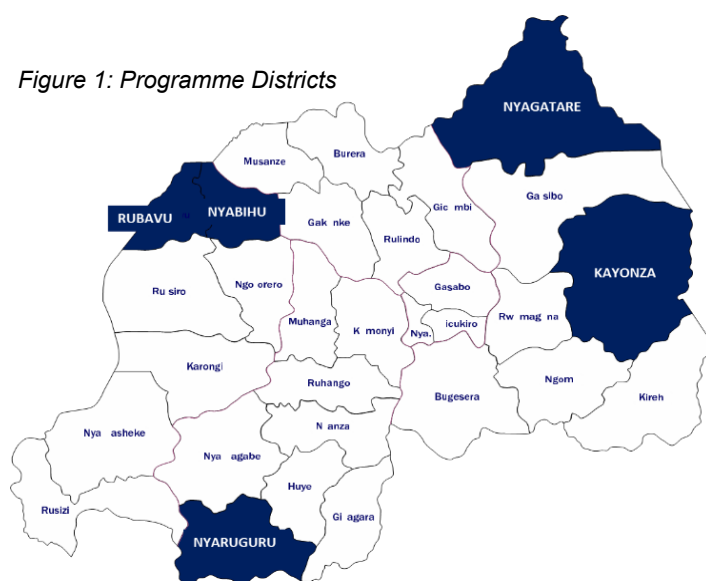 Figure 1: Programme Districts
NYAGATARE
Burera
Musanze
Ga sibo
Gic mbi
NYABIHU
RUBAVU
Gak nke
Rulindo
KAYONZA
Ngo orero
Gaşabo
Ru siro
Rw mag na
Muhanga
K monyi
Nya.
icukiro
Karongi
Ruhango
Ngom
Bugesera
Kireh
N anza
Nya asheke
Nya agabe
Huye
Rusizi
Gi agara
NYARUGURU